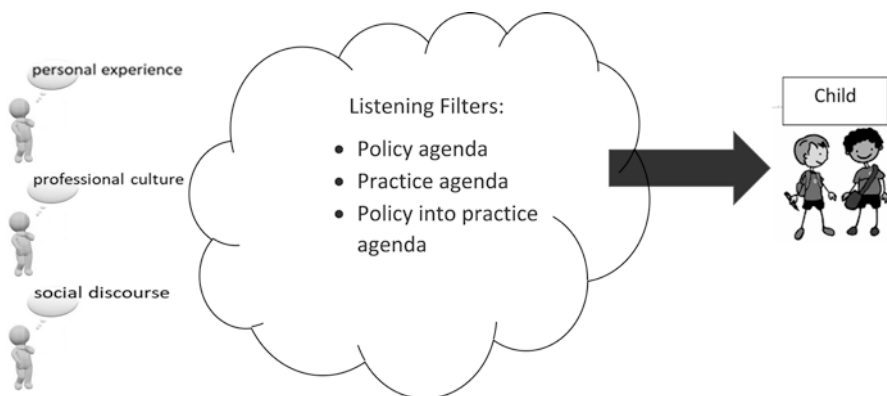 personal experience
professional culture
social discourse
Listening Filters:
• Policy agenda
• Practice agenda
• Policy into practice
agenda
Child